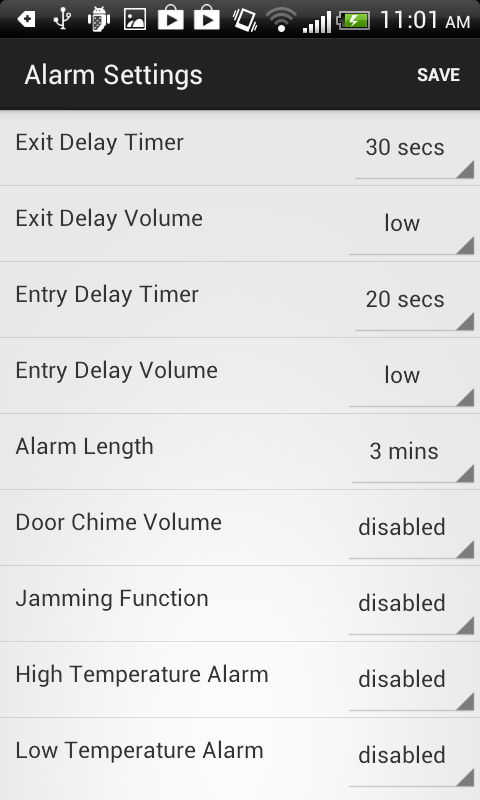 11:01 AM
Alarm Settings SAVE
Exit Delay Timer 30 secs
Exit Delay Volume low
Entry Delay Timer 20 secs
Entry Delay Volume low
Alarm Length 3 mins
Door Chime Volume disabled
Jamming Function disabled
High Temperature Alarm disabled
Low Temperature Alarm disabled